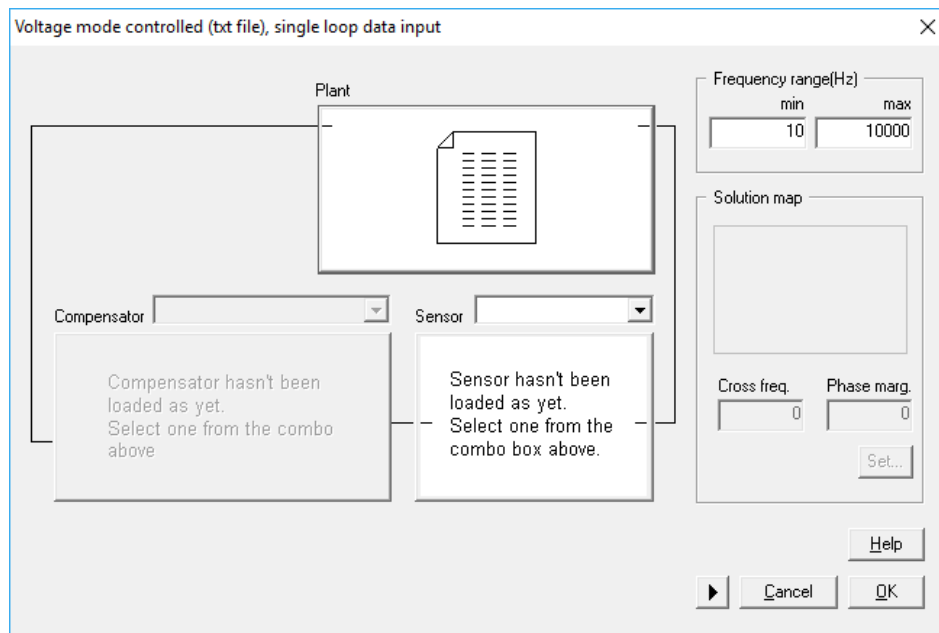 Voltage mode controlled (txt file), single loop data input
Plant
Frequency range(Hz)
min max
10 10000
Solution map
Compensator
Sensor
Compensator hasn't been
loaded as yet.
Select one from the combo
above
Sensor hasn't been
loaded as yet.
Select one from the
combo box above.
Cross freq. Phase marg.
0 0
Set...
Help
Cancel OK